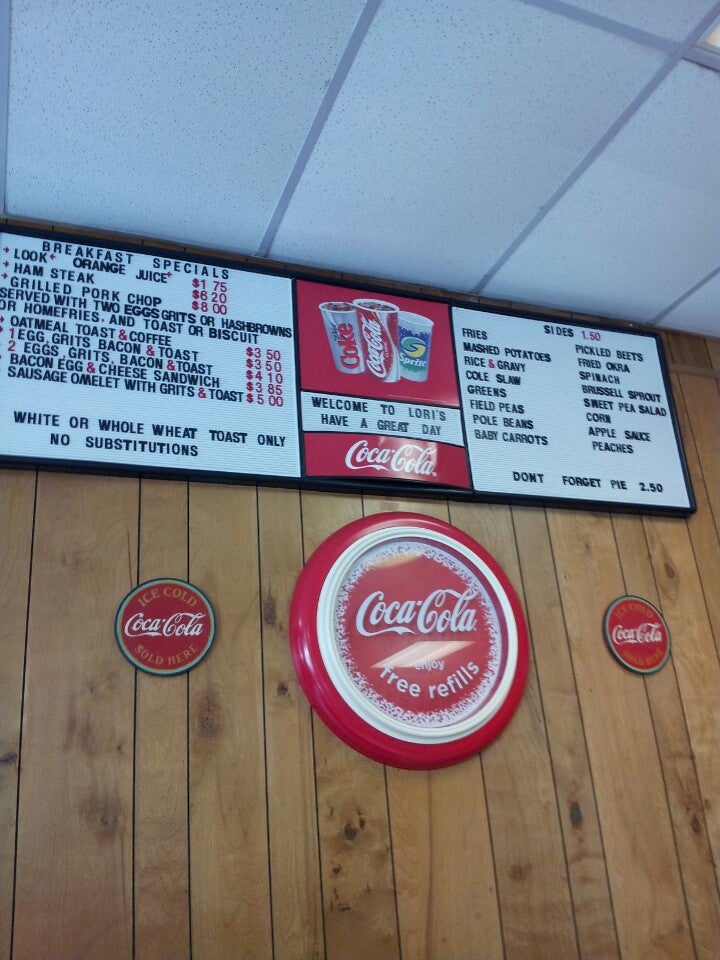 BREAKFAST SPECIALS
+LOOK+ ORANGE JUICE+ $1 75
+HAM STEAK $6 20
+GRILLED PORK CHOP $8 00
SERVED WITH TWO EGGS GRITS OR HASHBROWNS
OR HOMEFRIES. AND TOAST OR BISCUIT
+ OATMEAL TOAST & COFFEE $3 50
1 EGG, GRITS, BACON & TOAST $3 50
2 EGGS, GRITS, BACON & TOAST $4 10
BACON EGG & CHEESE SANDWICH $3 85
SAUSAGE OMELET WITH GRITS & TOAST $5 00
WHITE OR WHOLE WHEAT TOAST ONLY
NO SUBSTITUTIONS
Coke
Coca-Cola
Sprite
WELCOME TO LORI'S
HAVE A GREAT DAY
Coca-Cola
SIDES 1.50
FRIES
MASHED POTATOES
RICE & GRAVY
COLE SLAW
GREENS
FIELD PEAS
POLE BEANS
BABY CARROTS
PICKLED BEETS
FRIED OKRA
SPINACH
BRUSSELL SPROUT
SWEET PEA SALAD
CORN
APPLE SAUCE
PEACHES
DONT FORGET PIE 2.50
ICE COLD
Coca-Cola
SOLD HERE
Coca-Cola
enjoy
free refills
ICE COLD
Coca-Cola
SOLD HERE